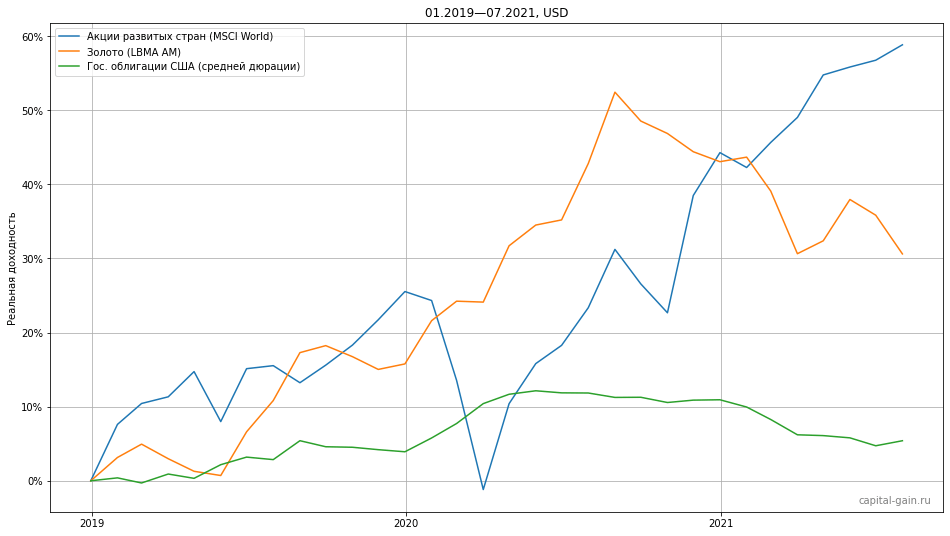 01.2019—07.2021, USD
Акции развитых стран (MSCI World)
Золото (LBMA AM)
Гос. облигации США (средней дюрации)
Реальная доходность
60%
50%
40%
30%
20%
10%
0%
capital-gain.ru
2019
2020
2021